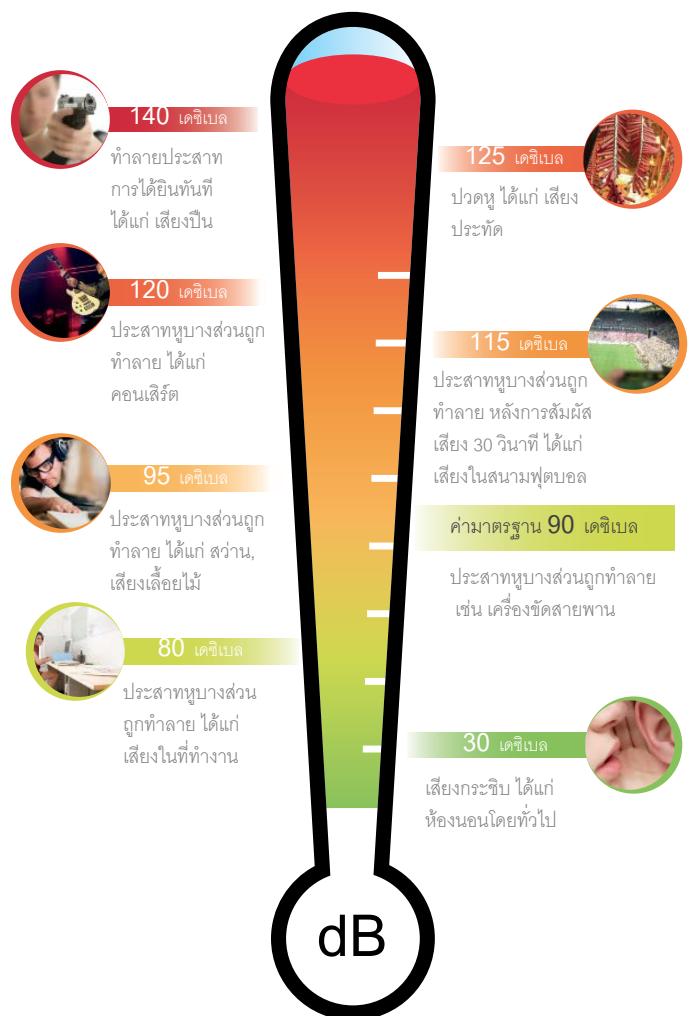 140 เดซิเบล
ทำลายประสาท
การได้ยินทันที
ได้แก่ เสียงปืน
125 เดซิเบล
ปวดหู ได้แก่ เสียง
ประทัด
120 เดซิเบล
ประสาทหูบางส่วนถูก
ทำลาย ได้แก่
คอนเสิร์ต
115 เดซิเบล
ประสาทหูบางส่วนถูก
ทำลาย หลังการสัมผัส
เสียง 30 วินาที ได้แก่
เสียงในสนามฟุตบอล
95 เดซิเบล
ประสาทหูบางส่วนถูก
ทำลาย ได้แก่ สว่าน,
เสียงเลื้อยไม้
ค่ามาตรฐาน 90 เดซิเบล
ประสาทหูบางส่วนถูกทำลาย
เช่น เครื่องขัดสายพาน
80 เดซิเบล
ประสาทหูบางส่วน
ถูกทำลาย ได้แก่
เสียงในที่ทำงาน
30 เดซิเบล
เสียงกระซิบ ได้แก่
ห้องนอนโดยทั่วไป
dB